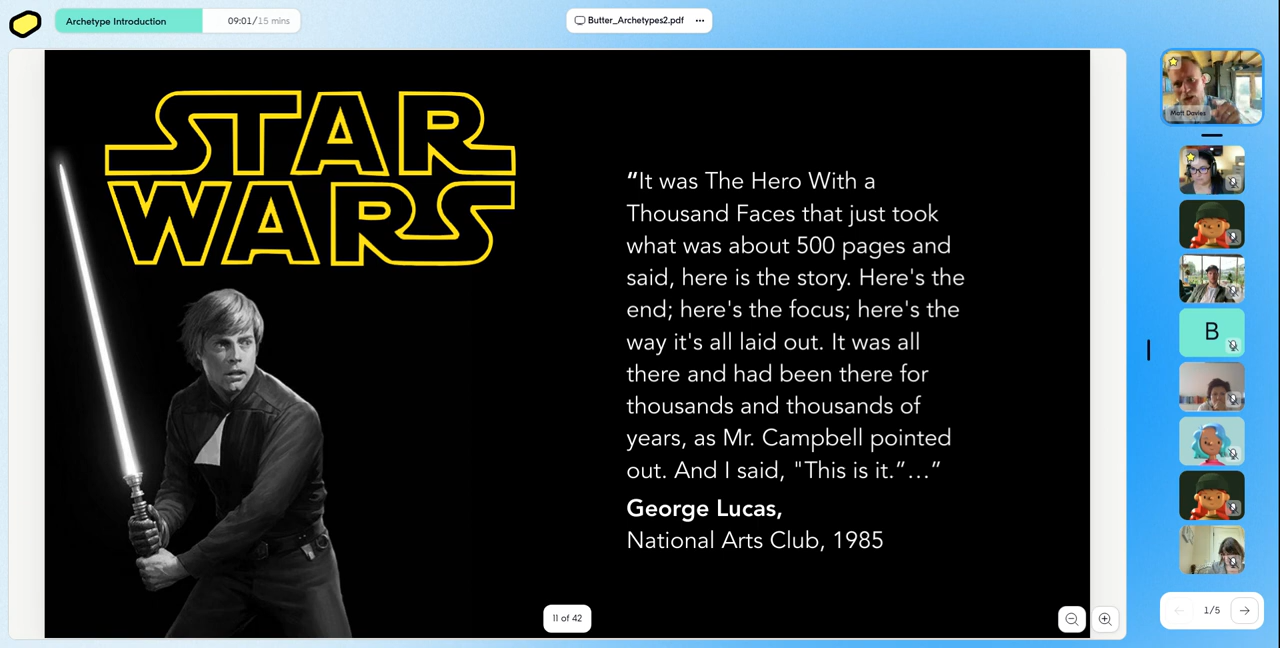 Archetype Introduction
09:01/15 mins
Butter_Archetypes2.pdf
STAR
WARS
“It was The Hero With a
Thousand Faces that just took
what was about 500 pages and
said, here is the story. Here's the
end; here's the focus; here's the
way it's all laid out. It was all
there and had been there for
thousands and thousands of
years, as Mr. Campbell pointed
out. And I said, "This is it.”…”
George Lucas,
National Arts Club, 1985
11 of 42
Matt Davies
B
1/5